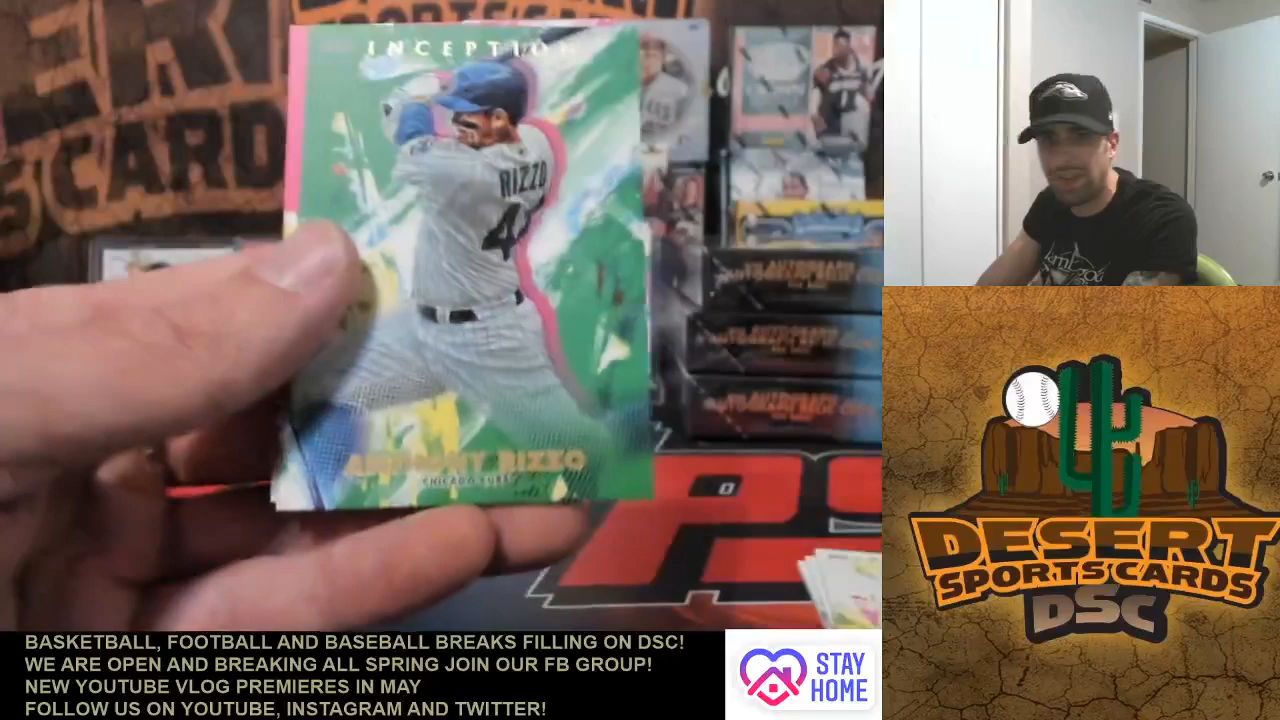 INCEPTION
RIZZO
44
ANTHONY RIZZO
CHICAGO CUBS
CARD
DESERT
SPORTS CARDS
DSC
BASKETBALL, FOOTBALL AND BASEBALL BREAKS FILLING ON DSC!
WE ARE OPEN AND BREAKING ALL SPRING JOIN OUR FB GROUP!
NEW YOUTUBE VLOG PREMIERES IN MAY
FOLLOW US ON YOUTUBE, INSTAGRAM AND TWITTER!
STAY
HOME